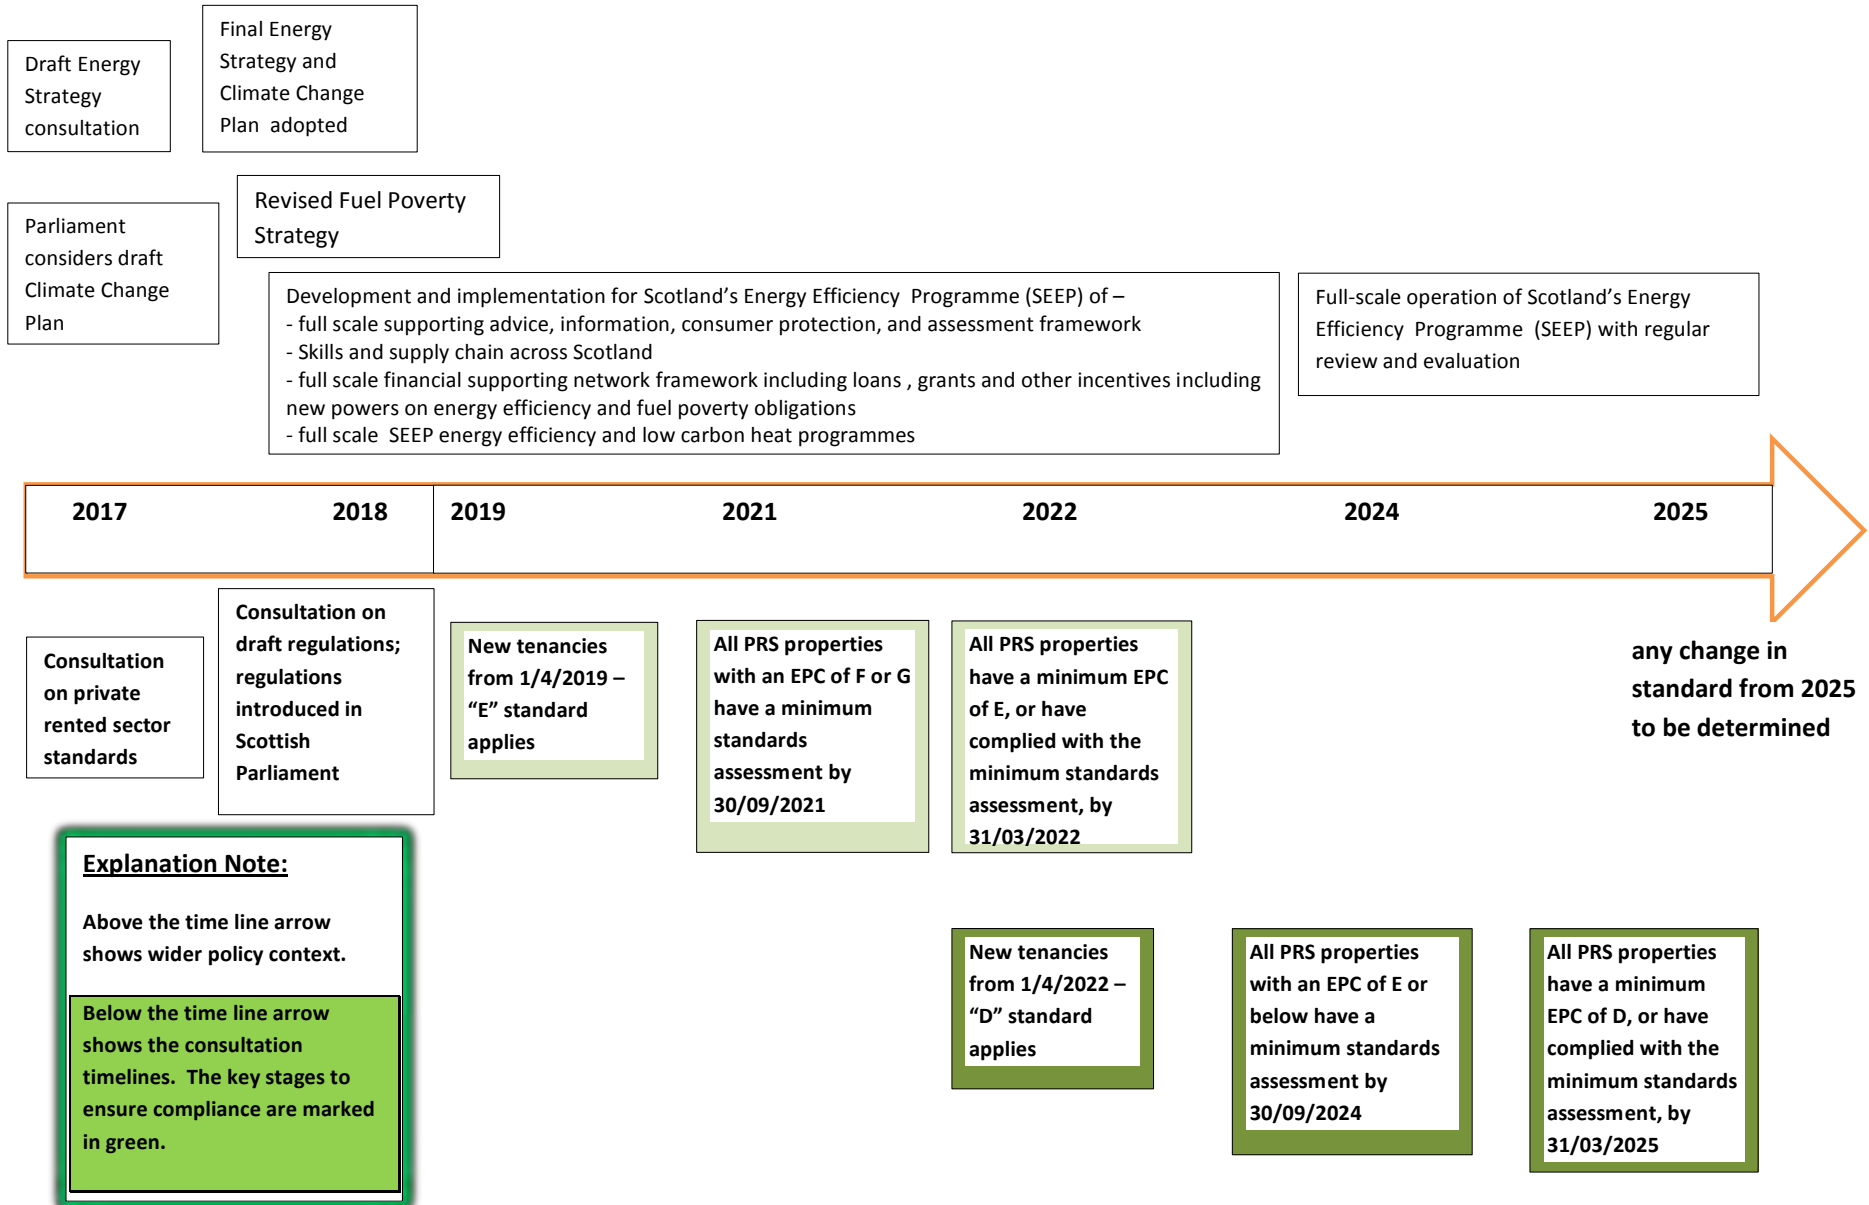 Draft Energy
Strategy
consultation
Final Energy
Strategy and
Climate Change
Plan adopted
Parliament
considers draft
Climate Change
Plan
Revised Fuel Poverty
Strategy
Development and implementation for Scotland's Energy Efficiency Programme (SEEP) of –
- full scale supporting advice, information, consumer protection, and assessment framework
- Skills and supply chain across Scotland
- full scale financial supporting network framework including loans , grants and other incentives including
new powers on energy efficiency and fuel poverty obligations
- full scale SEEP energy efficiency and low carbon heat programmes
Full-scale operation of Scotland's Energy
Efficiency Programme (SEEP) with regular
review and evaluation
2017 2018 2019 2021 2022 2024 2025
Consultation
on private
rented sector
standards
Consultation on
draft regulations;
regulations
introduced in
Scottish
Parliament
New tenancies
from 1/4/2019 –
“E” standard
applies
All PRS properties
with an EPC of F or G
have a minimum
standards
assessment by
30/09/2021
All PRS properties
have a minimum EPC
of E, or have
complied with the
minimum standards
assessment, by
31/03/2022
any change in
standard from 2025
to be determined
Explanation Note:
Above the time line arrow
shows wider policy context.
Below the time line arrow
shows the consultation
timelines. The key stages to
ensure compliance are marked
in green.
New tenancies
from 1/4/2022 –
“D” standard
applies
All PRS properties
with an EPC of E or
below have a
minimum standards
assessment by
30/09/2024
All PRS properties
have a minimum
EPC of D, or have
complied with the
minimum standards
assessment, by
31/03/2025